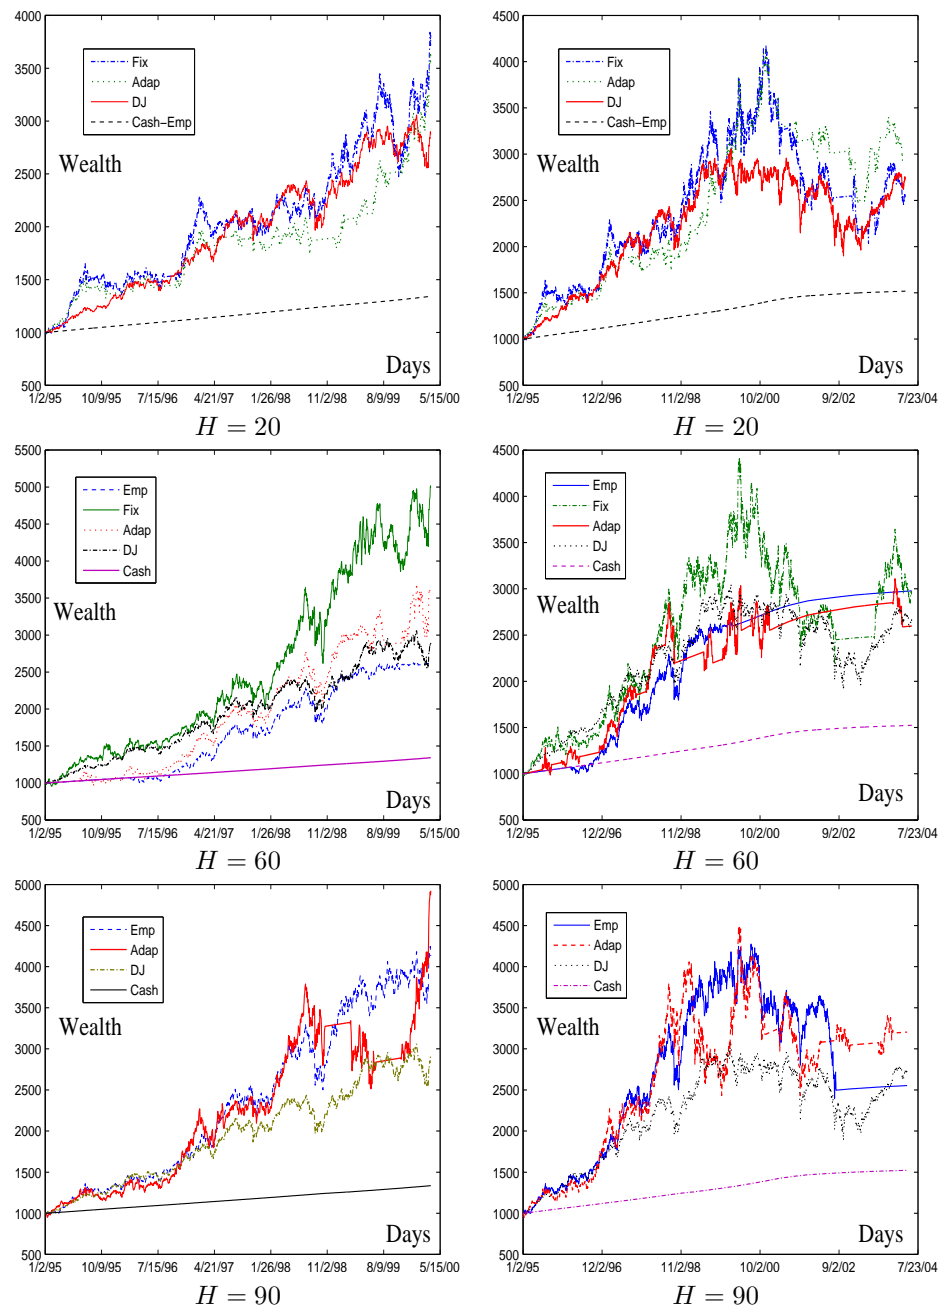 4000
3500
3000
2500
2000
1500
1000
500
Fix
Adap
DJ
Cash−Emp
Wealth
Days
1/2/95 10/9/95 7/15/96 4/21/97 1/26/98 11/2/98 8/9/99 5/15/00
H = 20
4500
4000
3500
3000
2500
2000
1500
1000
500
Fix
Adap
DJ
Cash−Emp
Wealth
Days
1/2/95 12/2/96 11/2/98 10/2/00 9/2/02 7/23/04
H = 20
5500
5000
4500
4000
3500
3000
2500
2000
1500
1000
500
Emp
Fix
Adap
DJ
Cash
Wealth
Days
1/2/95 10/9/95 7/15/96 4/21/97 1/26/98 11/2/98 8/9/99 5/15/00
H = 60
4500
4000
3500
3000
2500
2000
1500
1000
500
Emp
Fix
Adap
DJ
Cash
Wealth
Days
1/2/95 12/2/96 11/2/98 10/2/00 9/2/02 7/23/04
H = 60
5000
4500
4000
3500
3000
2500
2000
1500
1000
500
Emp
Adap
DJ
Cash
Wealth
Days
1/2/95 10/9/95 7/15/96 4/21/97 1/26/98 11/2/98 8/9/99 5/15/00
H = 90
5000
4500
4000
3500
3000
2500
2000
1500
1000
500
Emp
Adap
DJ
Cash
Wealth
Days
1/2/95 12/2/96 11/2/98 10/2/00 9/2/02 7/23/04
H = 90